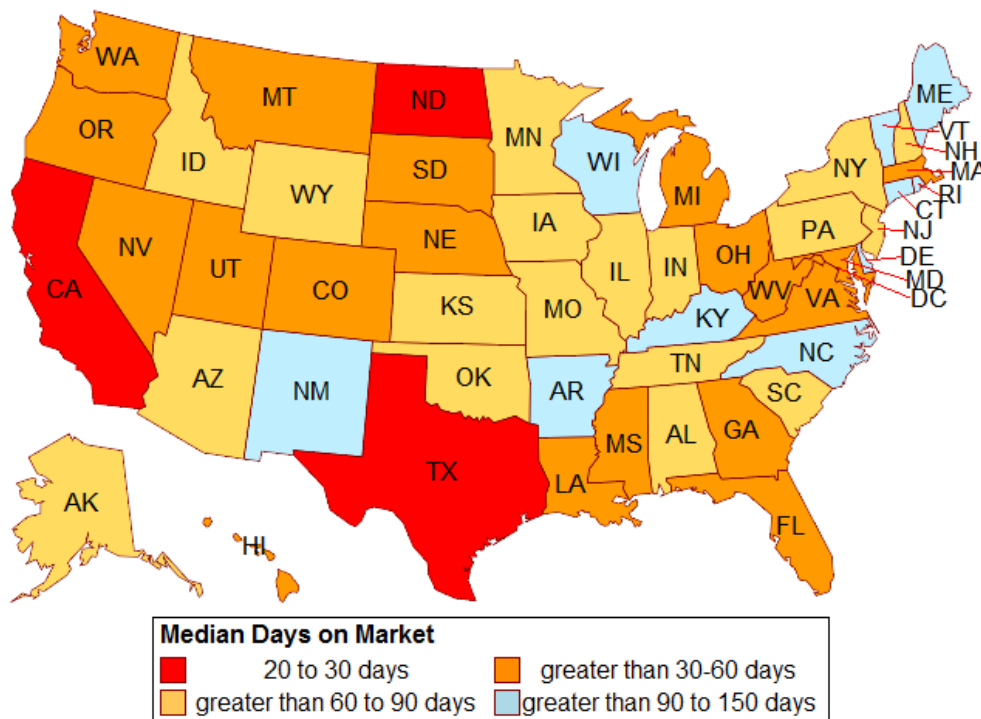 WA
ME
MT
ND
VT
MN
OR
NH
WI
ID
SD
MA
NY
WY
MI
RI
CT
IA
NJ
NE
PA
NV
OH
DE
IL
IN
UT
MD
CA
CO
WV
VA
DC
KS
MO
KY
NC
TN
AZ
OK
NM
AR
SC
GA
MS
AL
TX
LA
AK
FL
HI
Median Days on Market
20 to 30 days
greater than 30-60 days
greater than 60 to 90 days
greater than 90 to 150 days